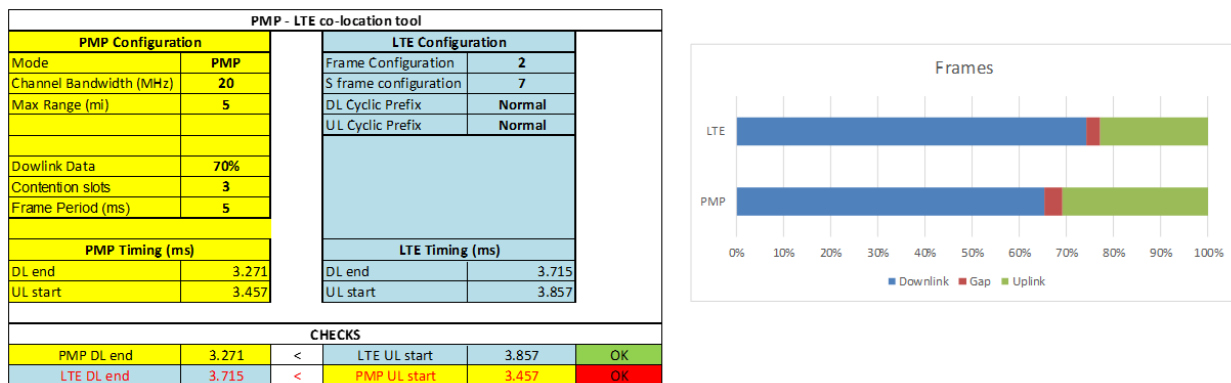 PMP - LTE co-location tool
PMP Configuration LTE Configuration
Mode PMP Frame Configuration 2
Channel Bandwidth (MHz) 20 S frame configuration 7
Max Range (mi) 5 DL Cyclic Prefix Normal
UL Cyclic Prefix Normal
Dowlink Data 70%
Contention slots 3
Frame Period (ms) 5
PMP Timing (ms) LTE Timing (ms)
DL end 3.271 DL end 3.715
UL start 3.457 UL start 3.857
CHECKS
PMP DL end 3.271 < LTE UL start 3.857 OK
LTE DL end 3.715 < PMP UL start 3.457 OK
Frames
LTE
PMP
0% 10% 20% 30% 40% 50% 60% 70% 80% 90% 100%
Downlink Gap Uplink